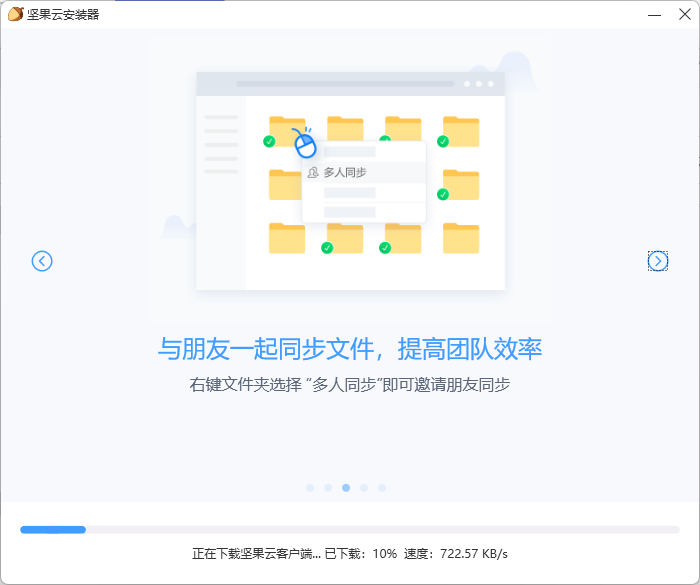 坚果云安装器
多人同步
与朋友一起同步文件，提高团队效率
右键文件夹选择 “多人同步”即可邀请朋友同步
正在下载坚果云客户端... 已下载：10% 速度：722.57 KB/s